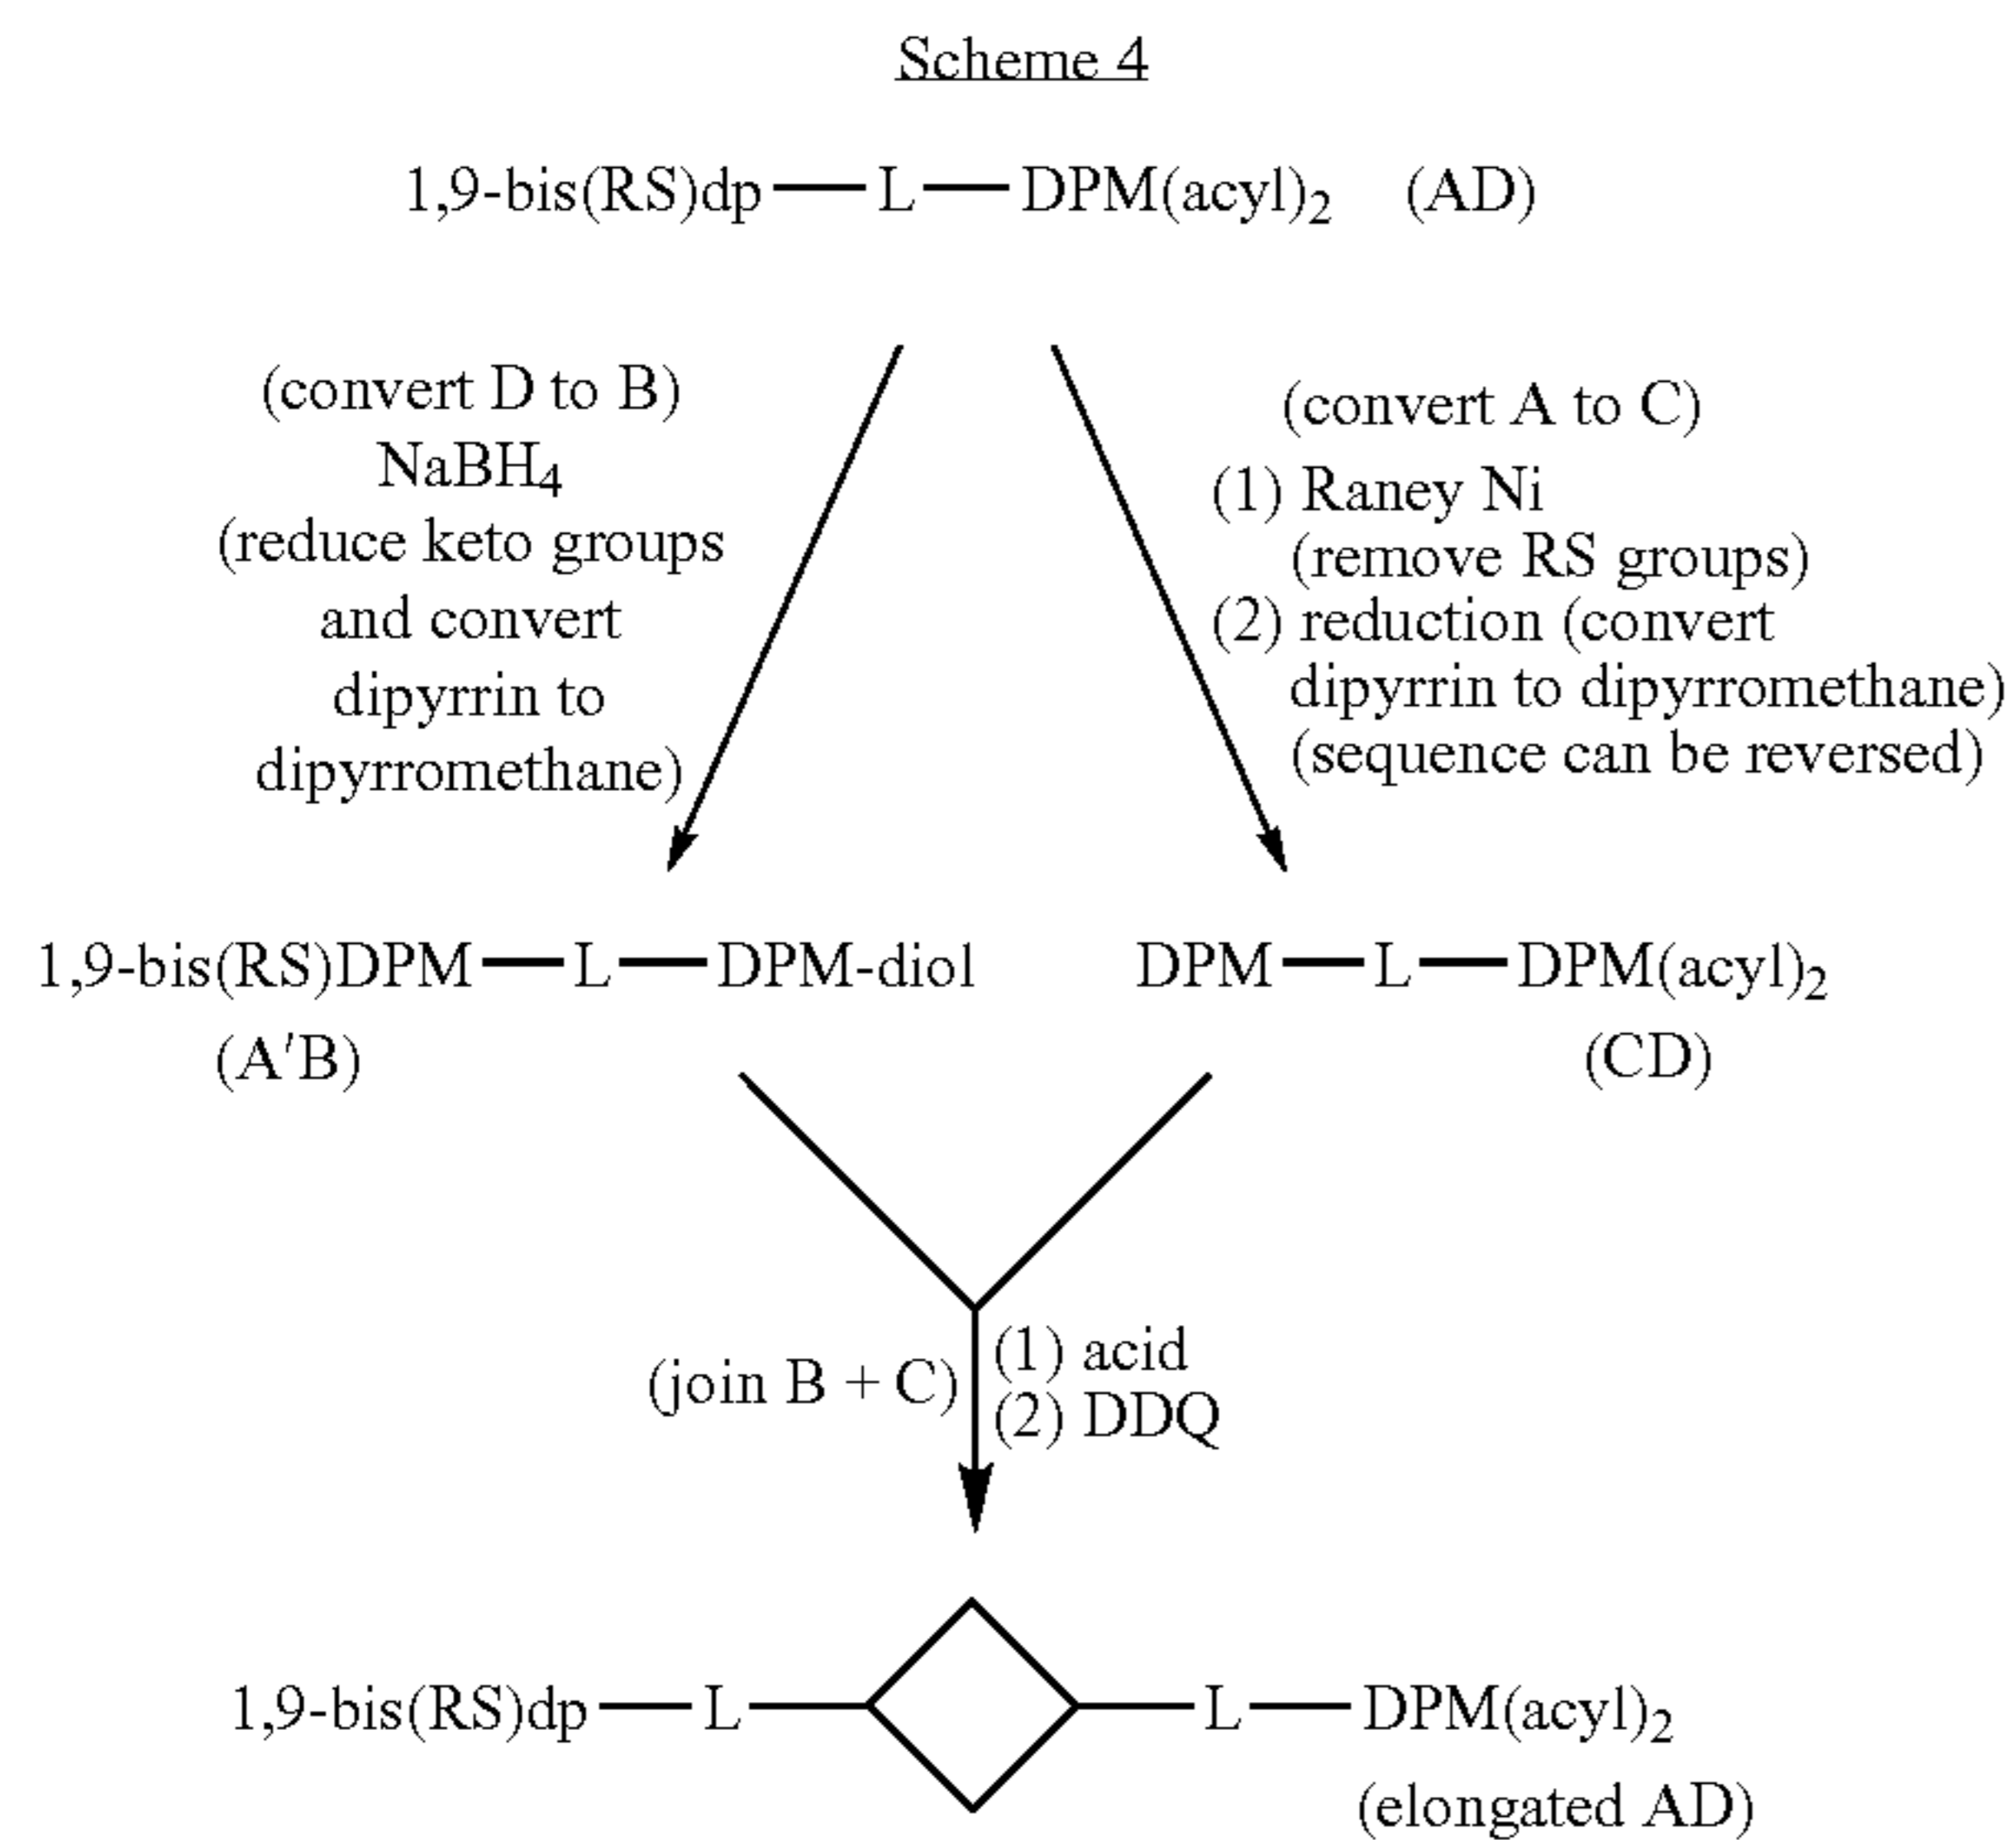 Scheme 4
1,9-bis(RS)dp — L — DPM(acyl)₂ (AD)
(convert D to B)
NaBH₄
(reduce keto groups
and convert
dipyrrin to
dipyrromethane)
(convert A to C)
(1) Raney Ni
(remove RS groups)
(2) reduction (convert
dipyrrin to dipyrromethane)
(sequence can be reversed)
1,9-bis(RS)DPM — L — DPM-diol
(A′B)
DPM — L — DPM(acyl)₂
(CD)
(join B + C)
(1) acid
(2) DDQ
1,9-bis(RS)dp — L — L — DPM(acyl)₂
(elongated AD)